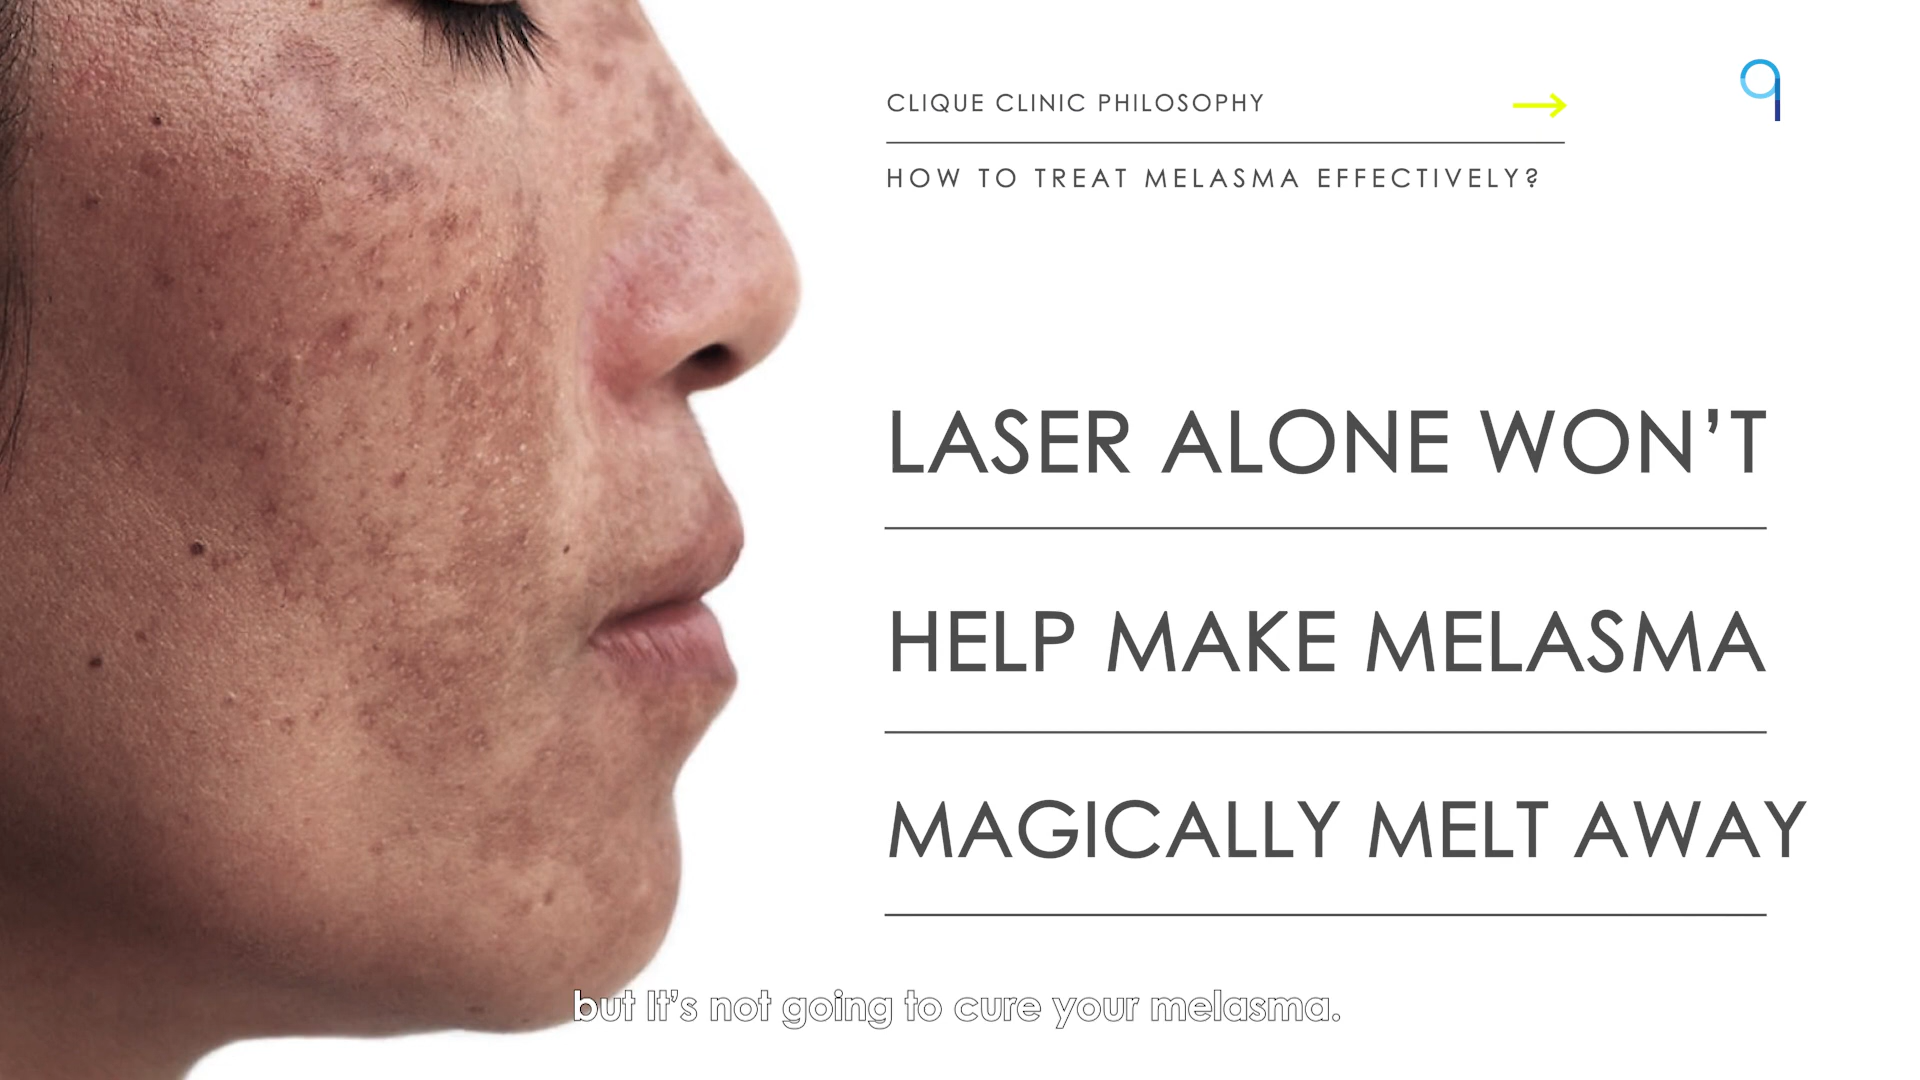 CLIQUE CLINIC PHILOSOPHY
HOW TO TREAT MELASMA EFFECTIVELY?
LASER ALONE WON’T
HELP MAKE MELASMA
MAGICALLY MELT AWAY
but It’s not going to cure your melasma.